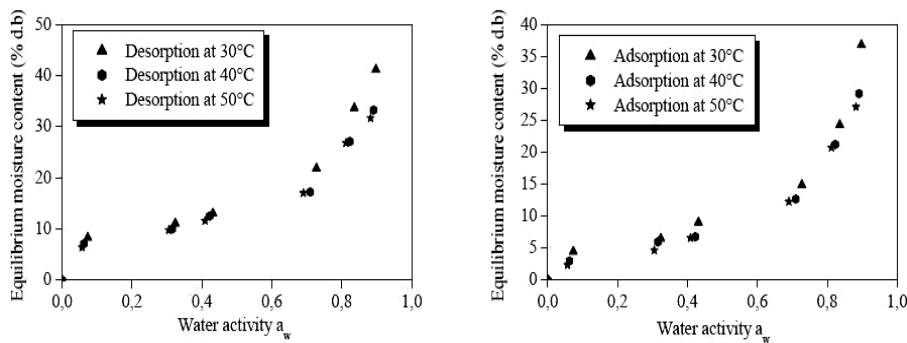 Equilibrium moisture content (% d.b)
50
40
30
20
10
0
Desorption at 30°C
Desorption at 40°C
Desorption at 50°C
0,0 0,2 0,4 0,6 0,8 1,0
Water activity aw
Equilibrium moisture content (% d.b)
40
35
30
25
20
15
10
5
0
Adsorption at 30°C
Adsorption at 40°C
Adsorption at 50°C
0,0 0,2 0,4 0,6 0,8 1,0
Water activity aw